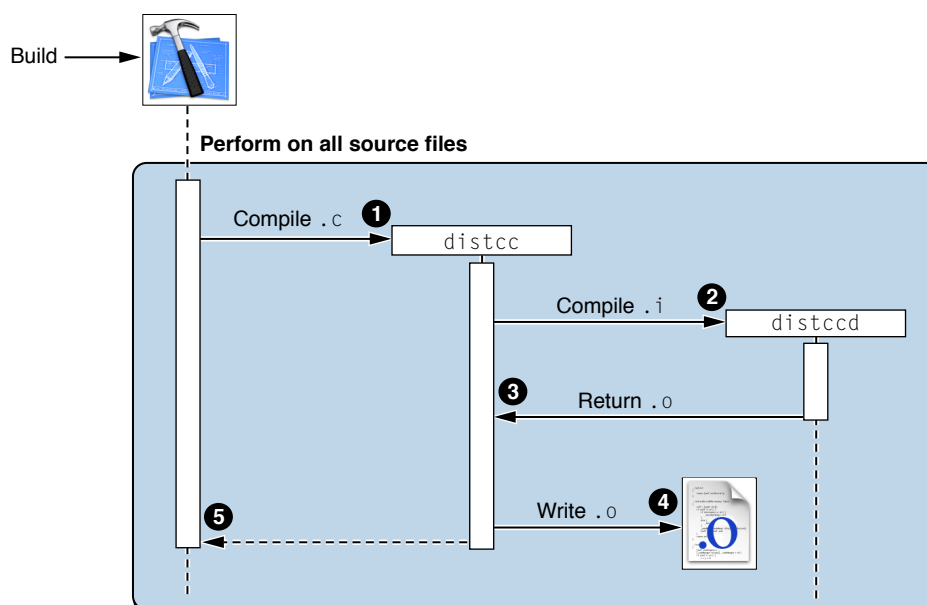 Build
Perform on all source files
Compile .c
1
distcc
Compile .i
2
distccd
3
Return .o
Write .o
4
.o
5